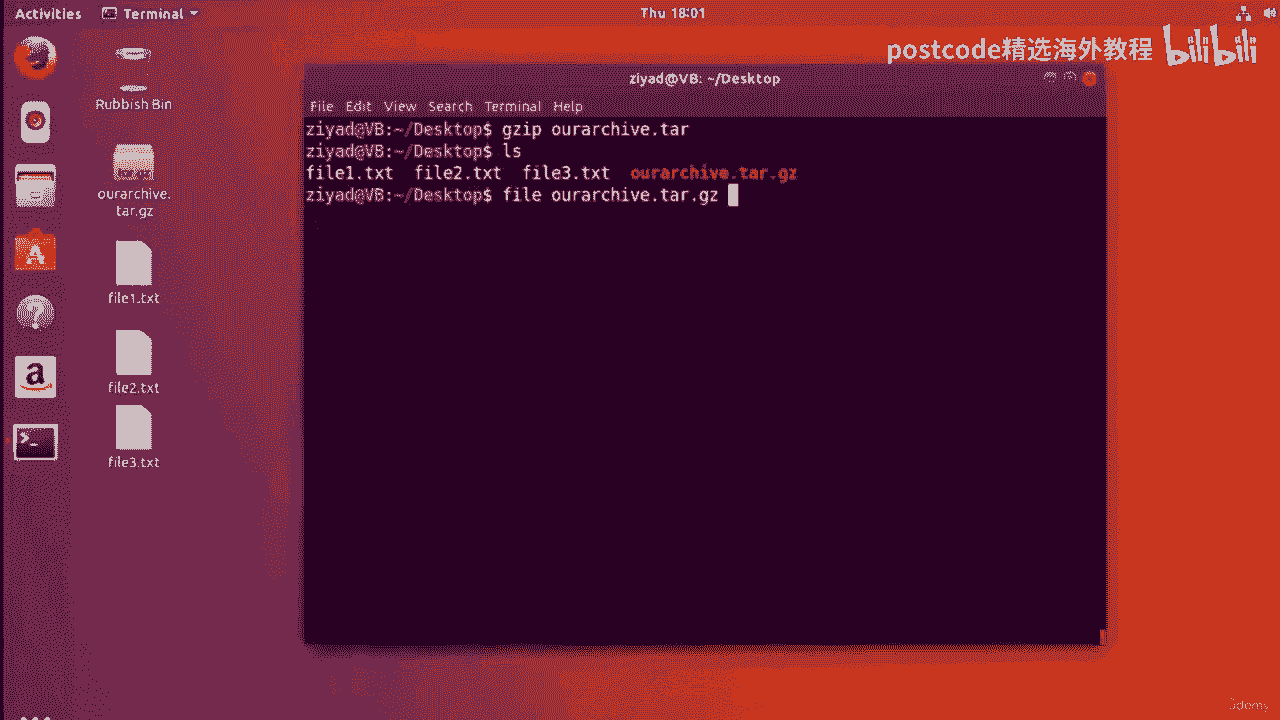 Activities Terminal Thu 18:01
postcode精选海外教程 bilibili
Rubbish Bin
ourarchive.
tar.gz
file1.txt
file2.txt
file3.txt
ziyad@VB: ~/Desktop
File Edit View Search Terminal Help
ziyad@VB:~/Desktop$ gzip ourarchive.tar
ziyad@VB:~/Desktop$ ls
file1.txt file2.txt file3.txt ourarchive.tar.gz
ziyad@VB:~/Desktop$ file ourarchive.tar.gz
Udemy